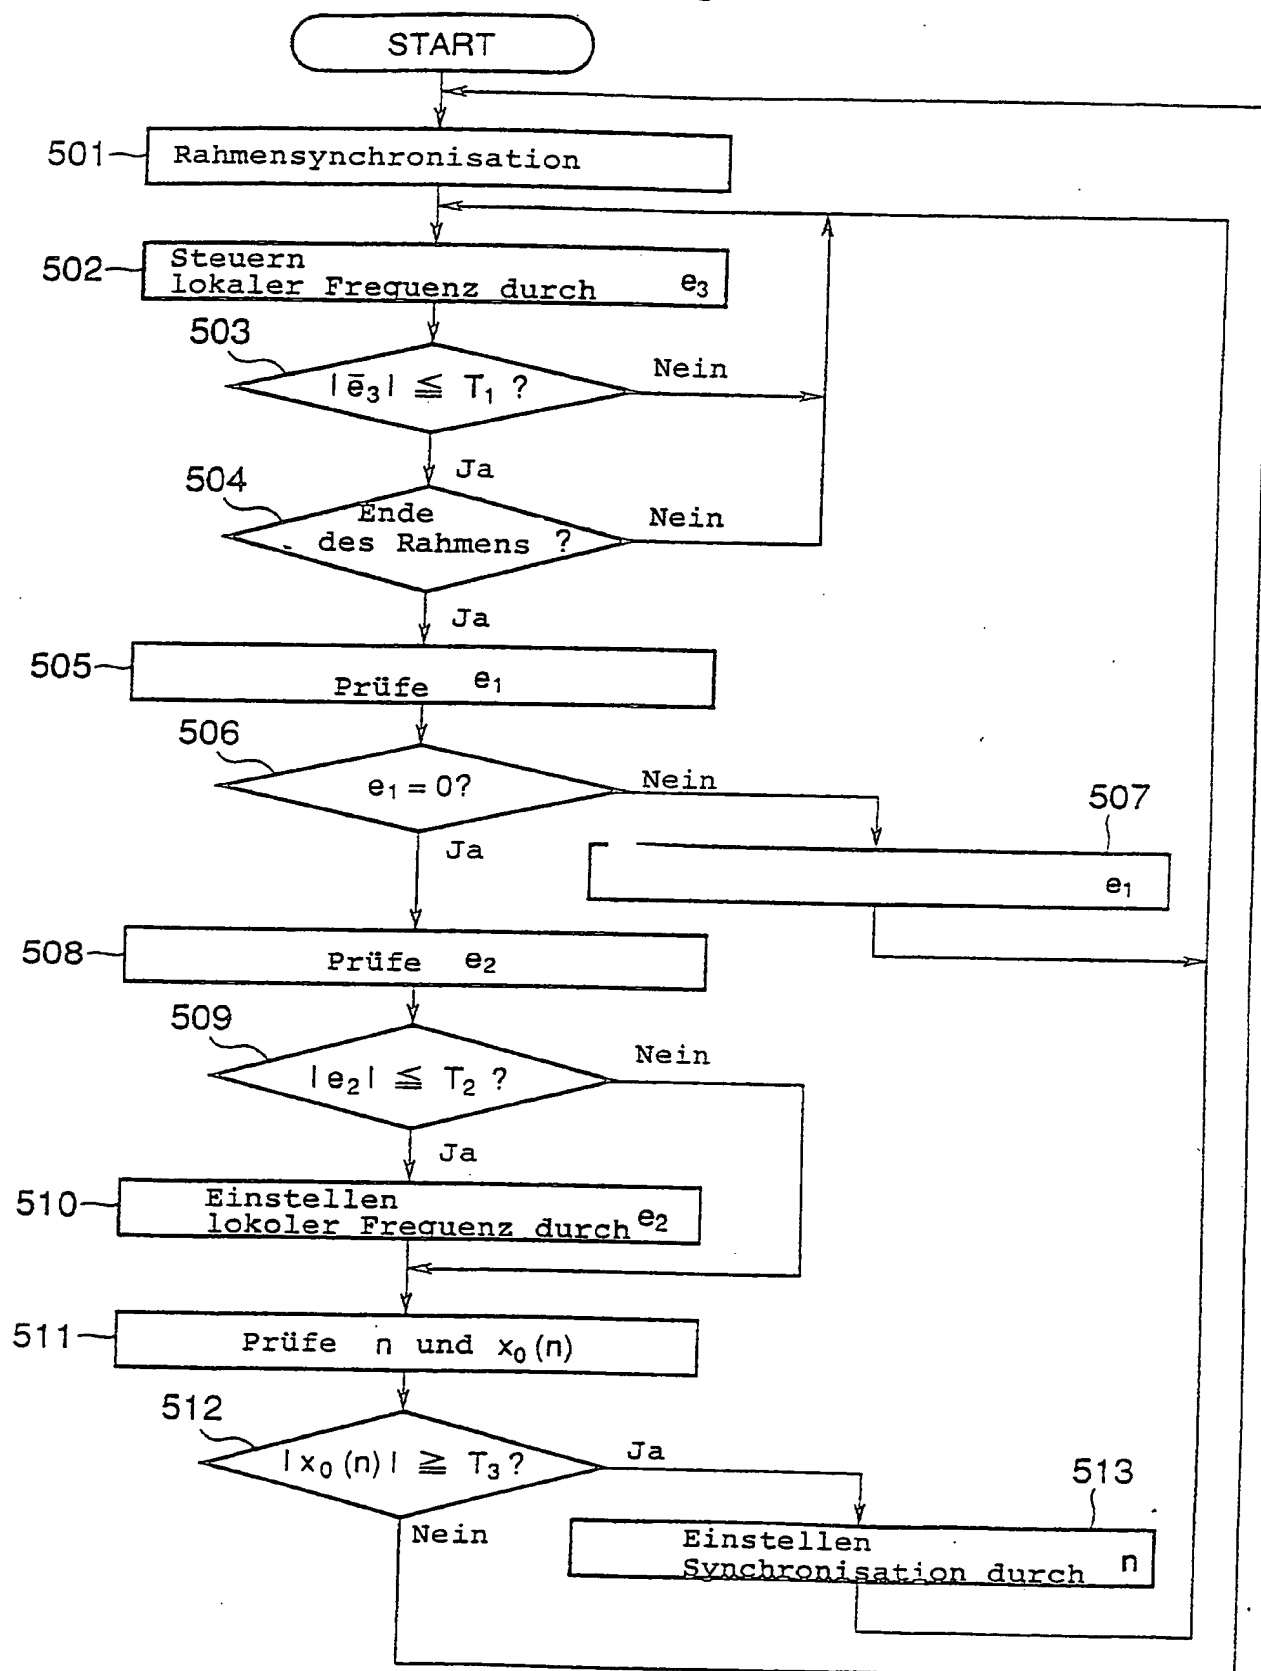 START
501
Rahmensynchronisation
502
Steuern
lokaler Frequenz durch e₃
503
|e̅₃| ≦ T₁ ?
Nein
Ja
504
Ende
des Rahmens ?
Nein
Ja
505
Prüfe e₁
506
e₁ = 0?
Nein
Ja
507
e₁
508
Prüfe e₂
509
|e₂| ≦ T₂ ?
Nein
Ja
510
Einstellen
lokoler Frequenz durch e₂
511
Prüfe n und x₀(n)
512
|x₀(n)| ≧ T₃?
Ja
Nein
513
Einstellen
Synchronisation durch n